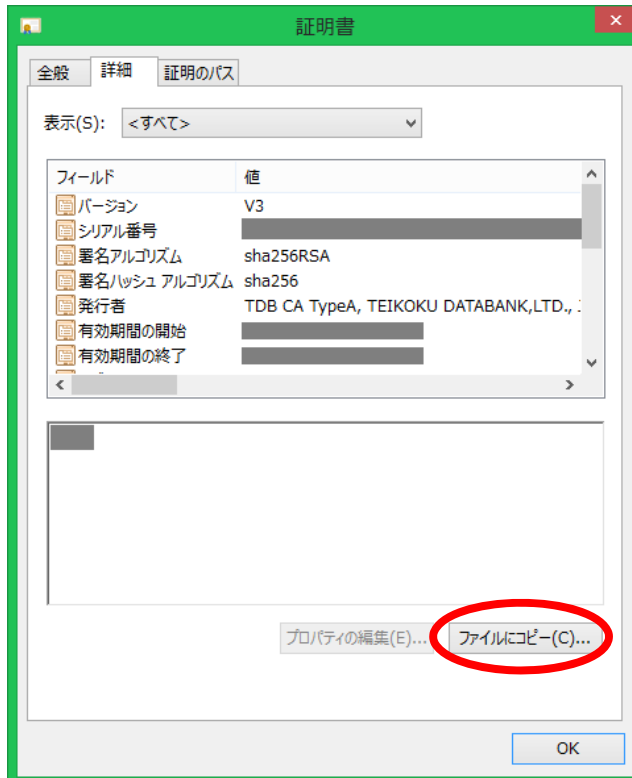 証明書
全般 詳細 証明のパス
表示(S): <すべて>
フィールド 値
バージョン V3
シリアル番号
署名アルゴリズム sha256RSA
署名ハッシュ アルゴリズム sha256
発行者 TDB CA TypeA, TEIKOKU DATABANK,LTD.,
有効期間の開始
有効期間の終了
プロパティの編集(E)... ファイルにコピー(C)...
OK